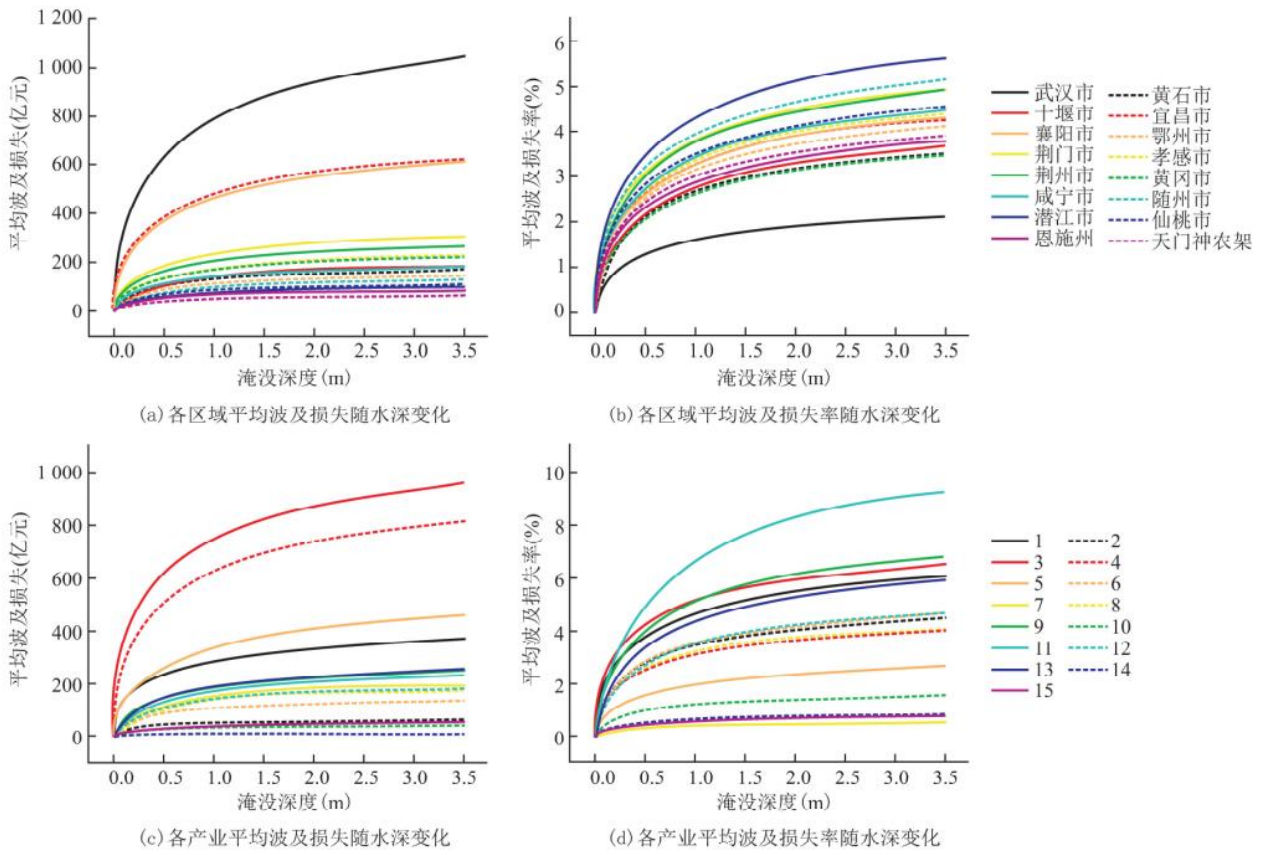 平均波及损失(亿元)
1 200
1 000
800
600
400
200
0
0.0 0.5 1.0 1.5 2.0 2.5 3.0 3.5
淹没深度(m)
(a)各区域平均波及损失随水深变化
平均波及损失率(%)
6
5
4
3
2
1
0
0.0 0.5 1.0 1.5 2.0 2.5 3.0 3.5
淹没深度(m)
(b)各区域平均波及损失率随水深变化
武汉市 黄石市
十堰市 宜昌市
襄阳市 鄂州市
荆门市 孝感市
荆州市 黄冈市
咸宁市 随州市
潜江市 仙桃市
恩施州 天门神农架
平均波及损失(亿元)
1 000
800
600
400
200
0
0.0 0.5 1.0 1.5 2.0 2.5 3.0 3.5
淹没深度(m)
(c)各产业平均波及损失随水深变化
平均波及损失率(%)
10
8
6
4
2
0
0.0 0.5 1.0 1.5 2.0 2.5 3.0 3.5
淹没深度(m)
(d)各产业平均波及损失率随水深变化
1 2
3 4
5 6
7 8
9 10
11 12
13 14
15